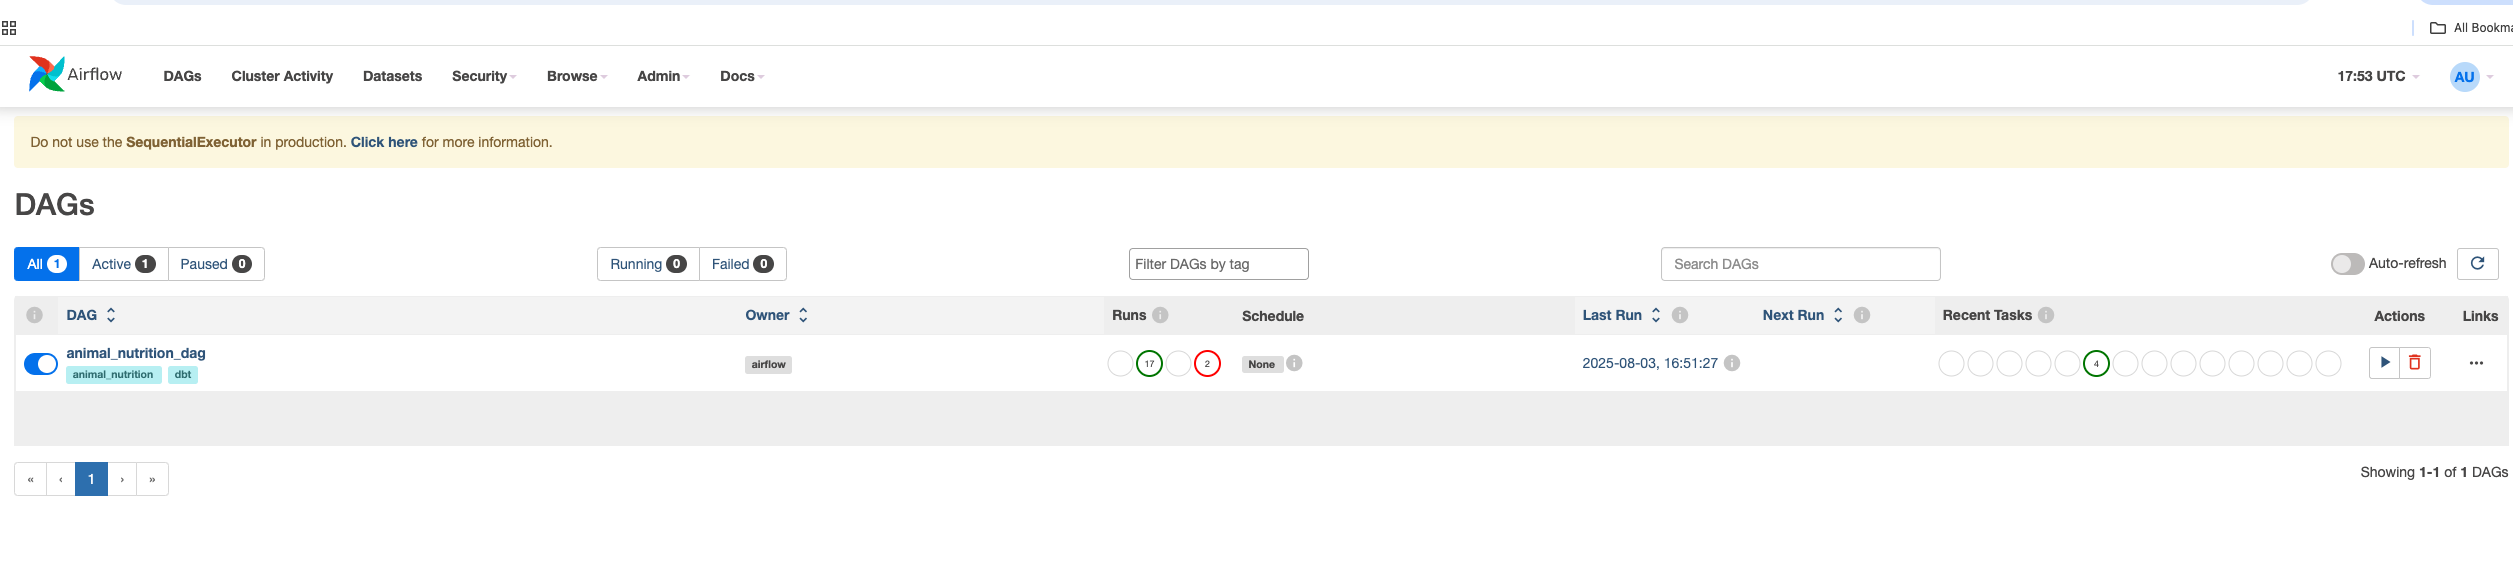 All Bookma
Airflow DAGs Cluster Activity Datasets Security Browse Admin Docs 17:53 UTC AU
Do not use the SequentialExecutor in production. Click here for more information.
DAGs
All 1 Active 1 Paused 0 Running 0 Failed 0 Filter DAGs by tag Search DAGs Auto-refresh
i DAG Owner Runs i Schedule Last Run i Next Run i Recent Tasks i Actions Links
animal_nutrition_dag
airflow 17 2 None i 2025-08-03, 16:51:27 i 4 ...
animal_nutrition dbt
« ‹ 1 › » Showing 1-1 of 1 DAGs